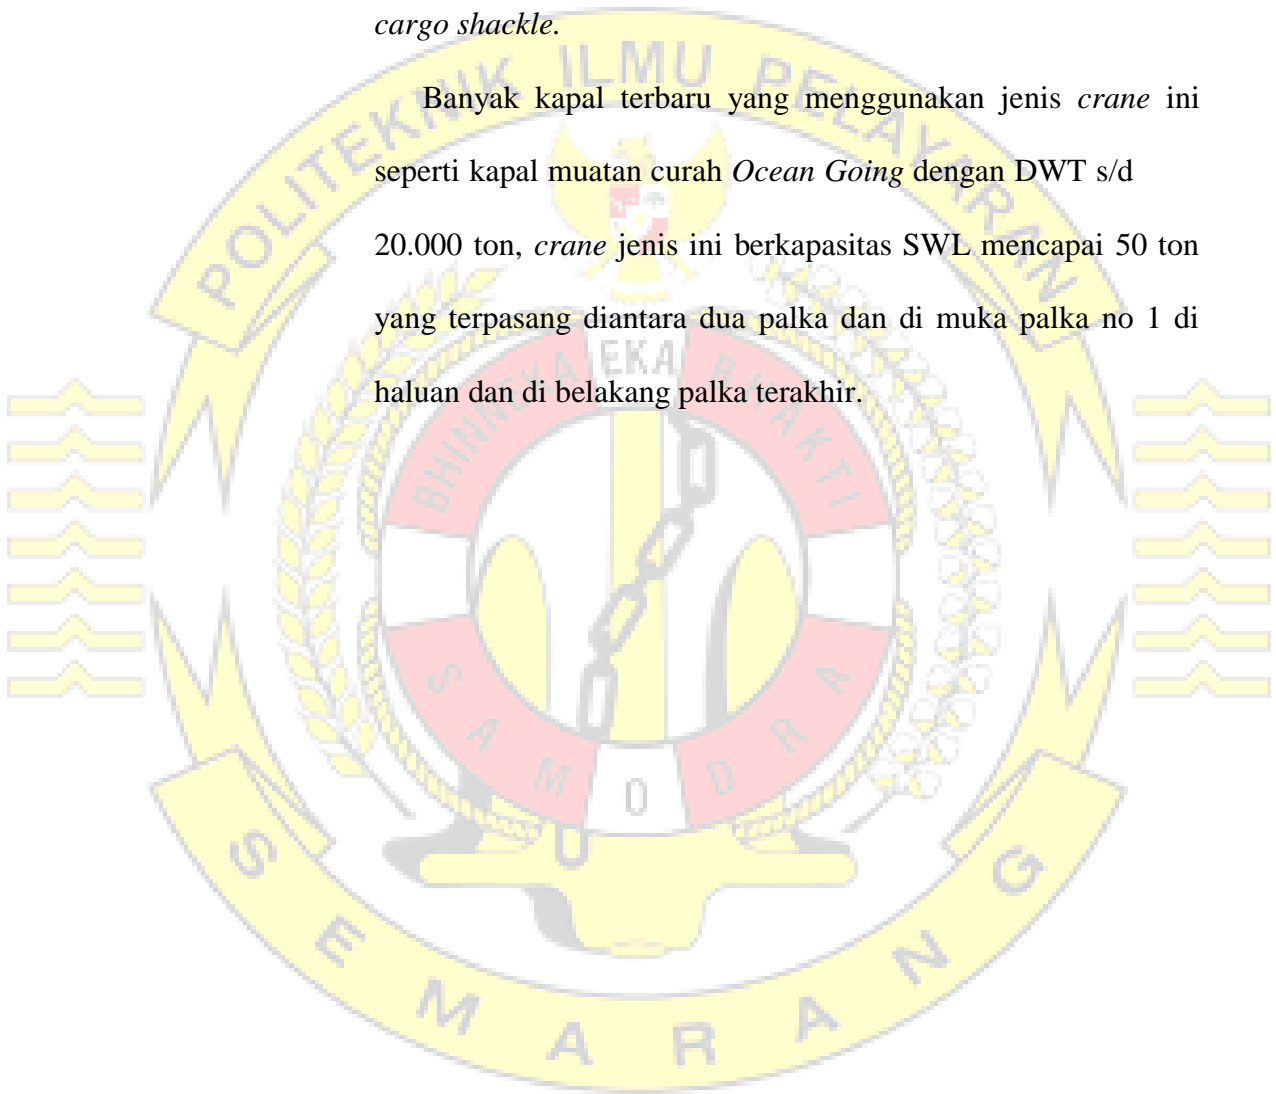 cargo shackle.
POLITEKNIK ILMU PELAYARAN
Banyak kapal terbaru yang menggunakan jenis crane ini
seperti kapal muatan curah Ocean Going dengan DWT s/d
20.000 ton, crane jenis ini berkapasitas SWL mencapai 50 ton
yang terpasang diantara dua palka dan di muka palka no 1 di
haluan dan di belakang palka terakhir.
BHINNEKA EKA BHAKTI
SAMODRA
SEMARANG